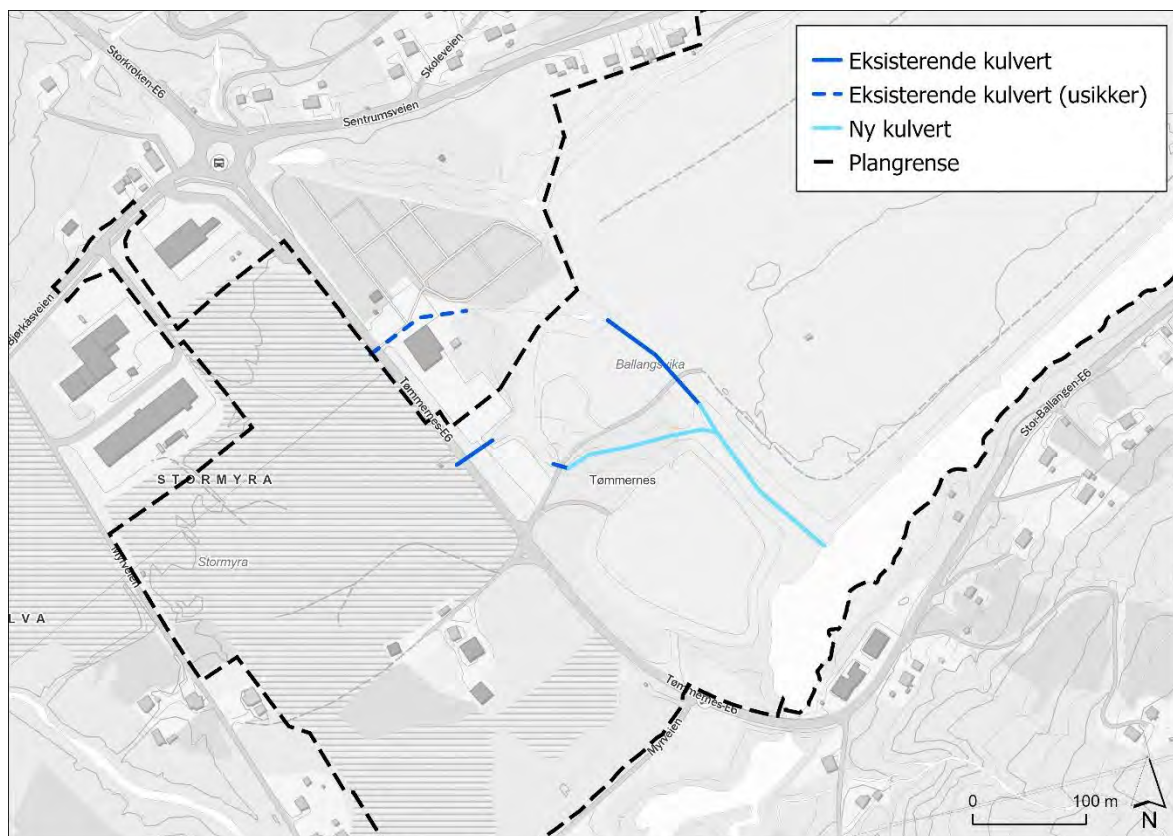 Eksisterende kulvert
Eksisterende kulvert (usikker)
Ny kulvert
Plangrense
Storkroken-E6
Skoleveien
Sentrumsveien
Bjørkåsveien
Ballangsvika
Tømmernes-E6
Stor-Ballangen-E6
STORMYRA
Tømmernes
Stormyra
Myrveien
LVA
Tømmernes-E6
Myrveien
0 100 m
N